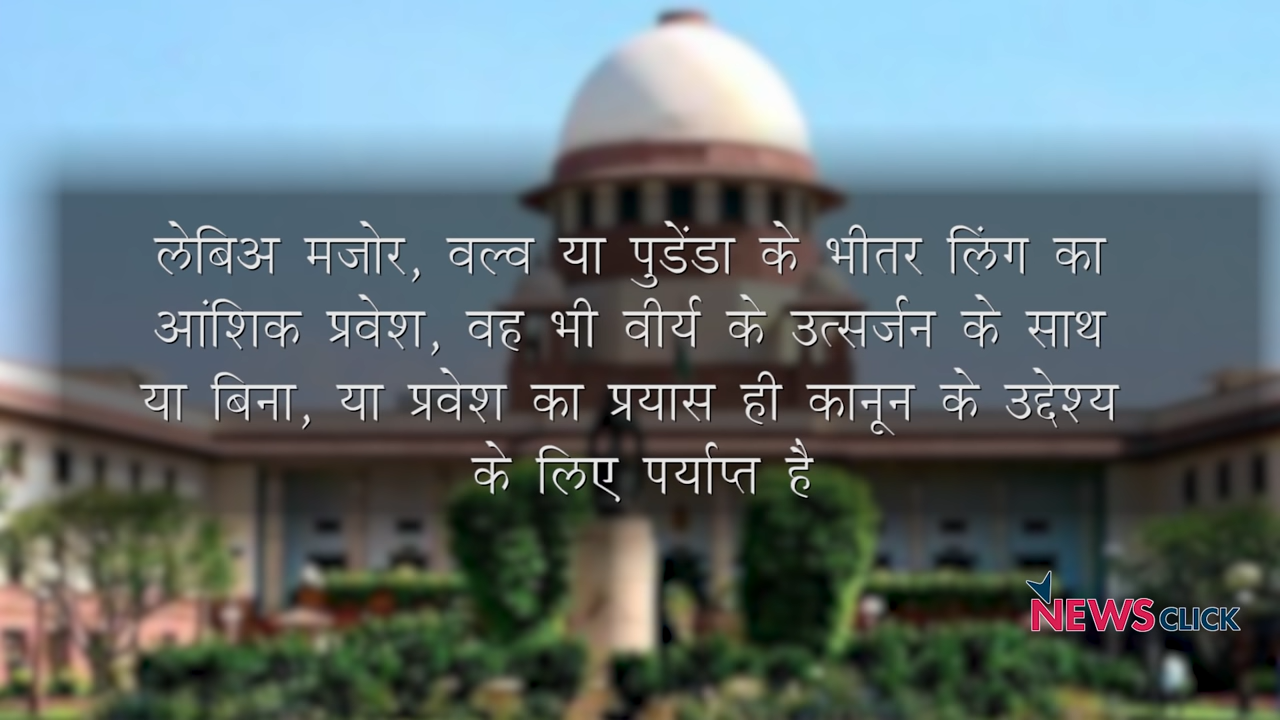 लेबिअ मजोर, वल्व या पुडेंडा के भीतर लिंग का
आंशिक प्रवेश, वह भी वीर्य के उत्सर्जन के साथ
या बिना, या प्रवेश का प्रयास ही कानून के उद्देश्य
के लिए पर्याप्त है
NEWSCLICK